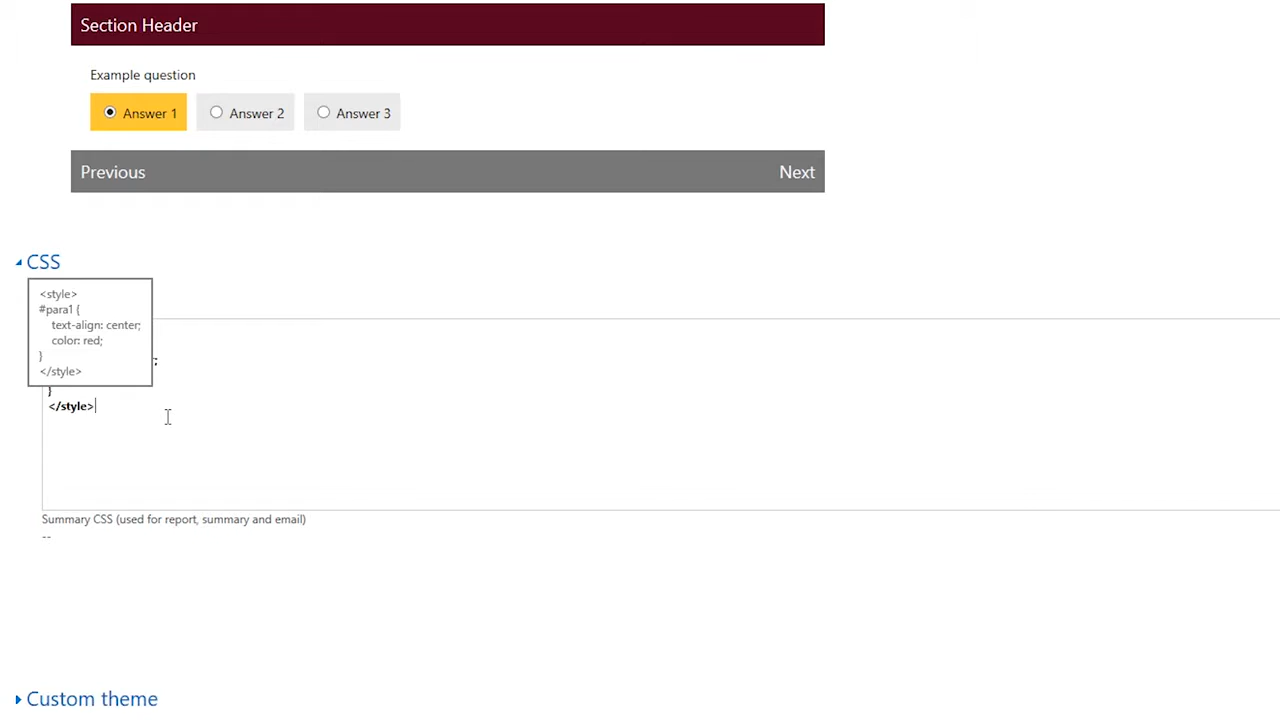 Section Header
Example question
Answer 1 Answer 2 Answer 3
Previous Next
CSS
<style>
#para1 {
text-align: center;
color: red;
}
</style>
;
}
</style>
Summary CSS (used for report, summary and email)
--
Custom theme